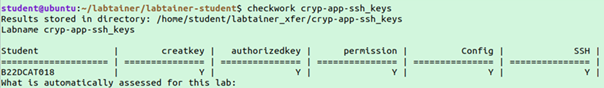 student@ubuntu:~/labtainer/labtainer-student$ checkwork cryp-app-ssh_keys
Results stored in directory: /home/student/labtainer_xfer/cryp-app-ssh_keys
Labname cryp-app-ssh_keys
Student | creatkey | authorizedkey | permission | Config | SSH |
==================== | =============== | =============== | =============== | =============== | =============== |
B22DCAT018 | Y | Y | Y | Y | Y |
What is automatically assessed for this lab: